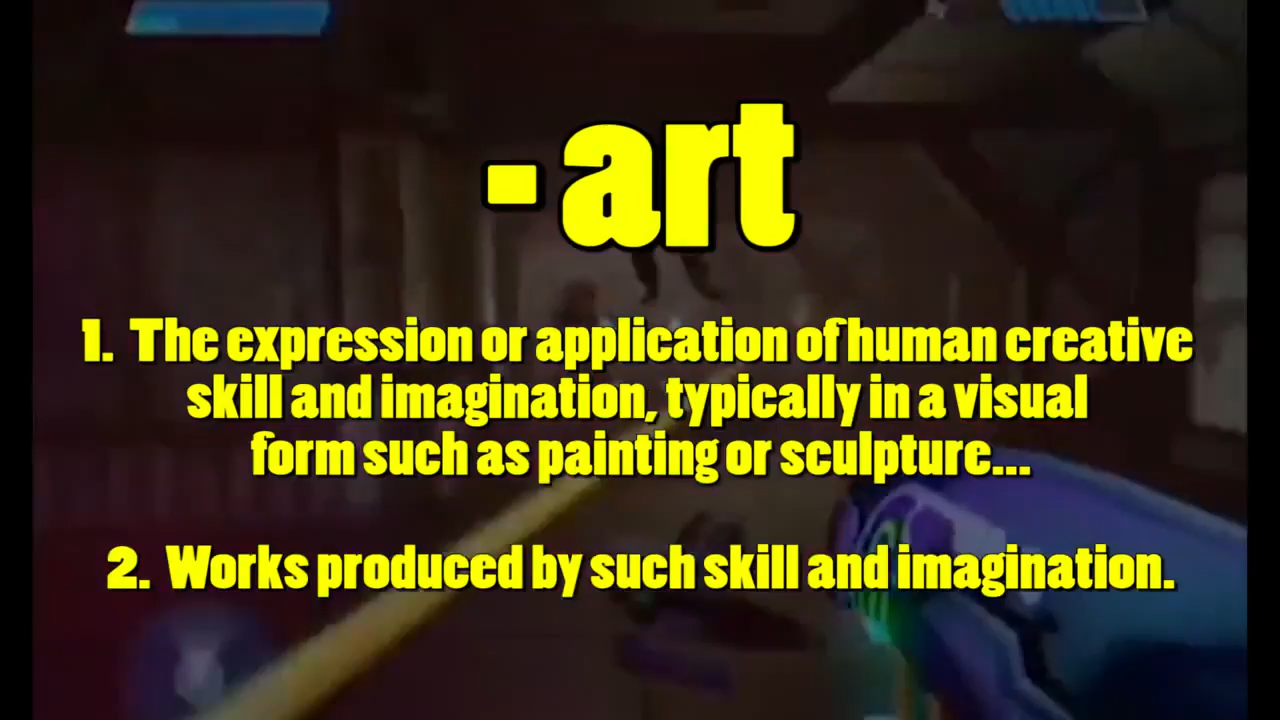 - art
1. The expression or application of human creative
skill and imagination, typically in a visual
form such as painting or sculpture...
2. Works produced by such skill and imagination.